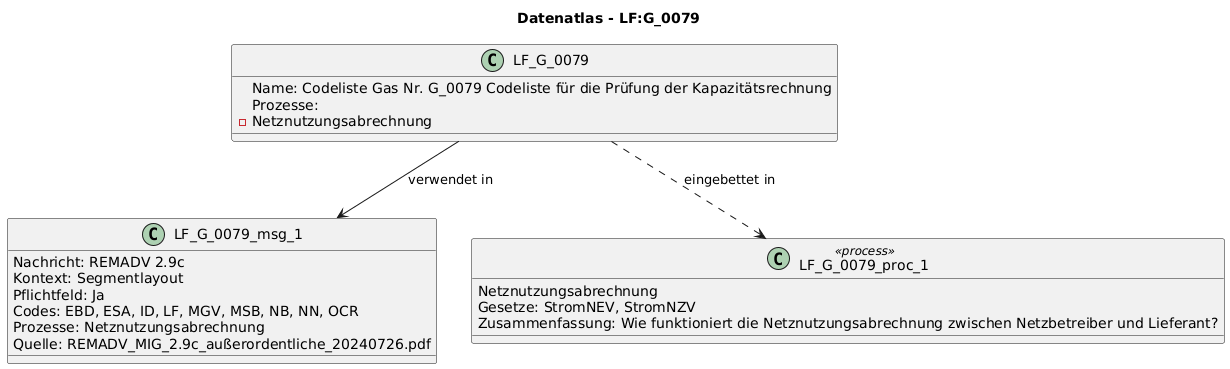 Datenatlas - LF:G_0079
C LF_G_0079
Name: Codeliste Gas Nr. G_0079 Codeliste für die Prüfung der Kapazitätsrechnung
Prozesse:
Netznutzungsabrechnung
verwendet in
eingebettet in
C LF_G_0079_msg_1
Nachricht: REMADV 2.9c
Kontext: Segmentlayout
Pflichtfeld: Ja
Codes: EBD, ESA, ID, LF, MGV, MSB, NB, NN, OCR
Prozesse: Netznutzungsabrechnung
Quelle: REMADV_MIG_2.9c_außerordentliche_20240726.pdf
«process»
C LF_G_0079_proc_1
Netznutzungsabrechnung
Gesetze: StromNEV, StromNZV
Zusammenfassung: Wie funktioniert die Netznutzungsabrechnung zwischen Netzbetreiber und Lieferant?